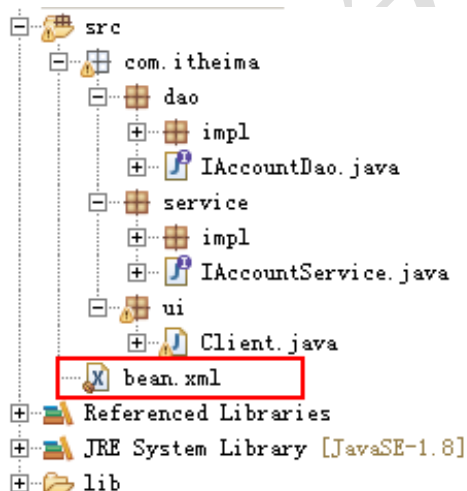 src
com.itheima
dao
impl
IAccountDao.java
service
impl
IAccountService.java
ui
Client.java
bean.xml
Referenced Libraries
JRE System Library [JavaSE-1.8]
lib